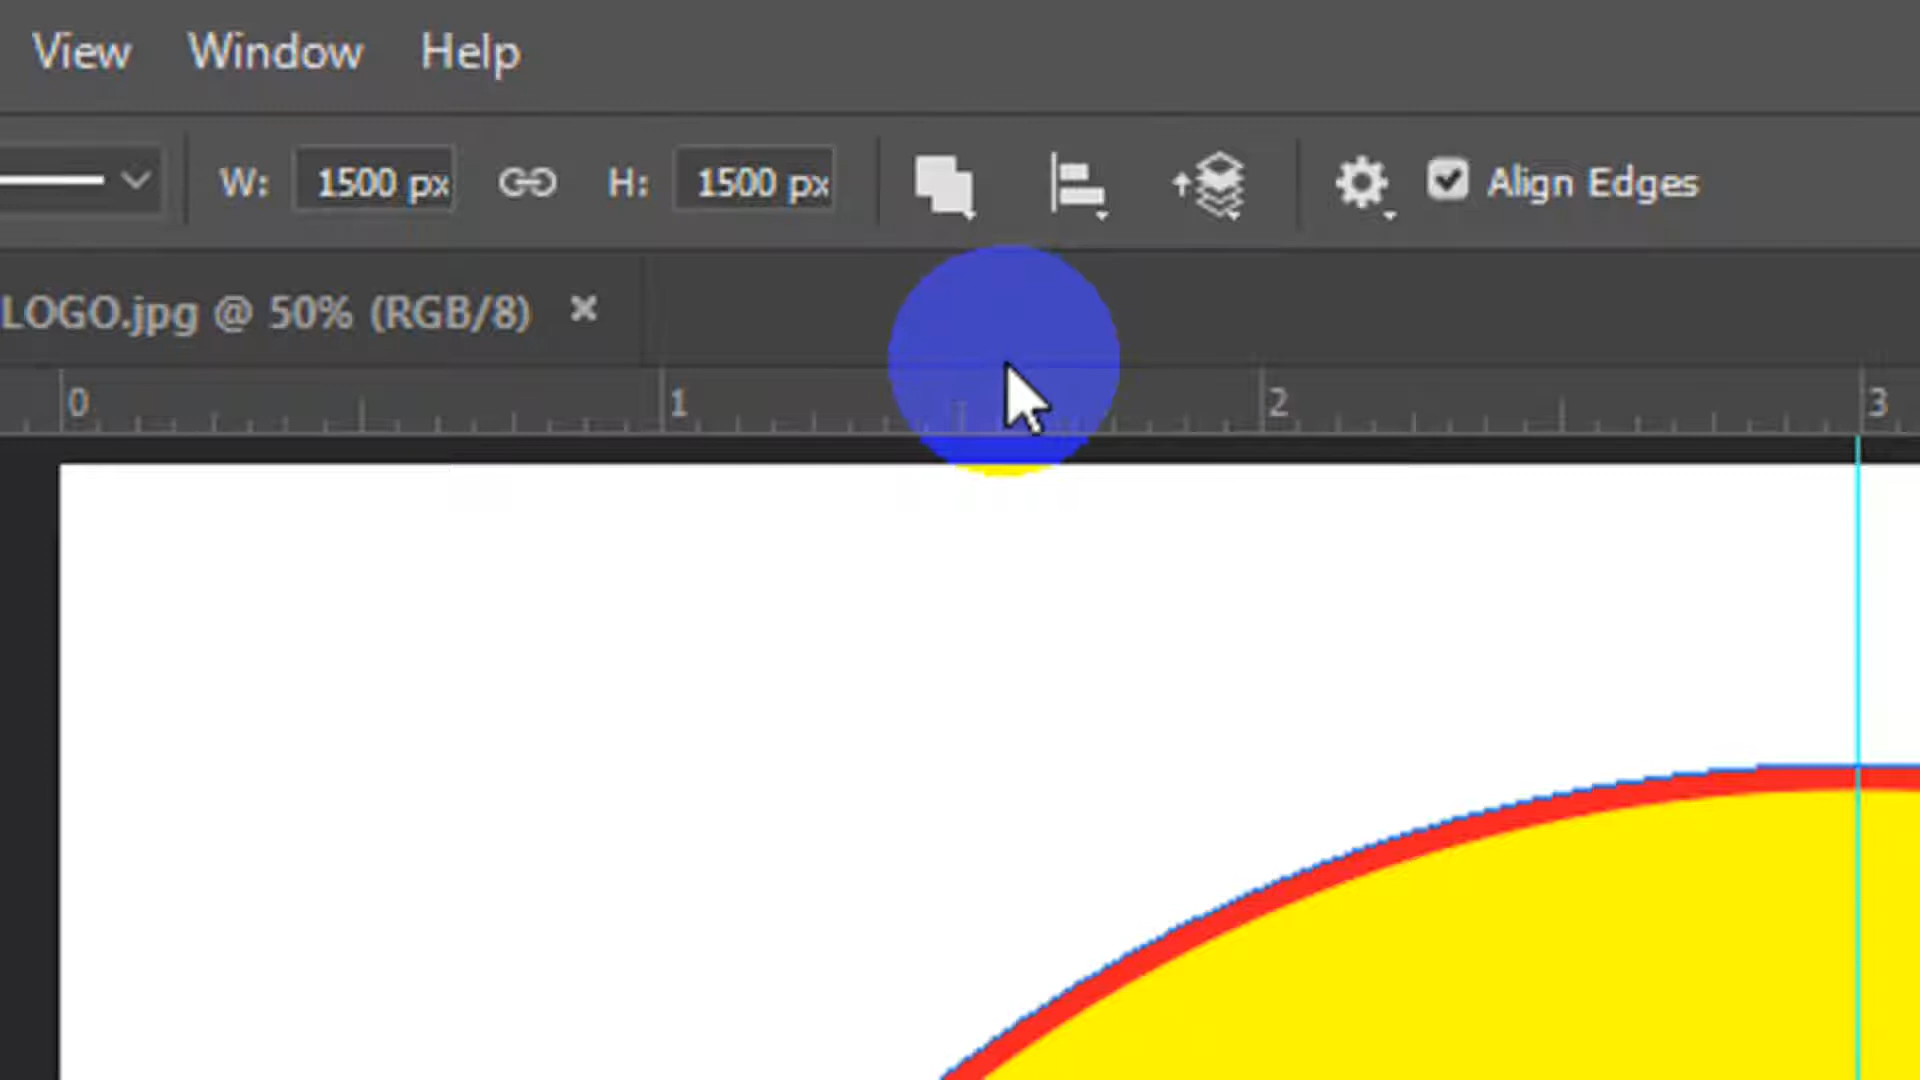 View Window Help
W: 1500 px H: 1500 px Align Edges
LOGO.jpg @ 50% (RGB/8) ×
0 1 2 3